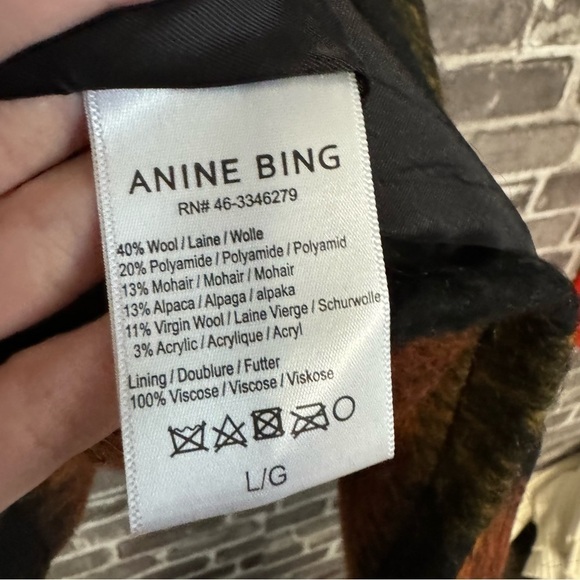 ANINE BING
RN# 46-3346279
40% Wool / Laine / Wolle
20% Polyamide / Polyamide / Polyamid
13% Mohair / Mohair / Mohair
13% Alpaca / Alpaga / alpaka
11% Virgin Wool / Laine Vierge / Schurwolle
3% Acrylic / Acrylique / Acryl
Lining / Doublure / Futter
100% Viscose / Viscose / Viskose
L/G